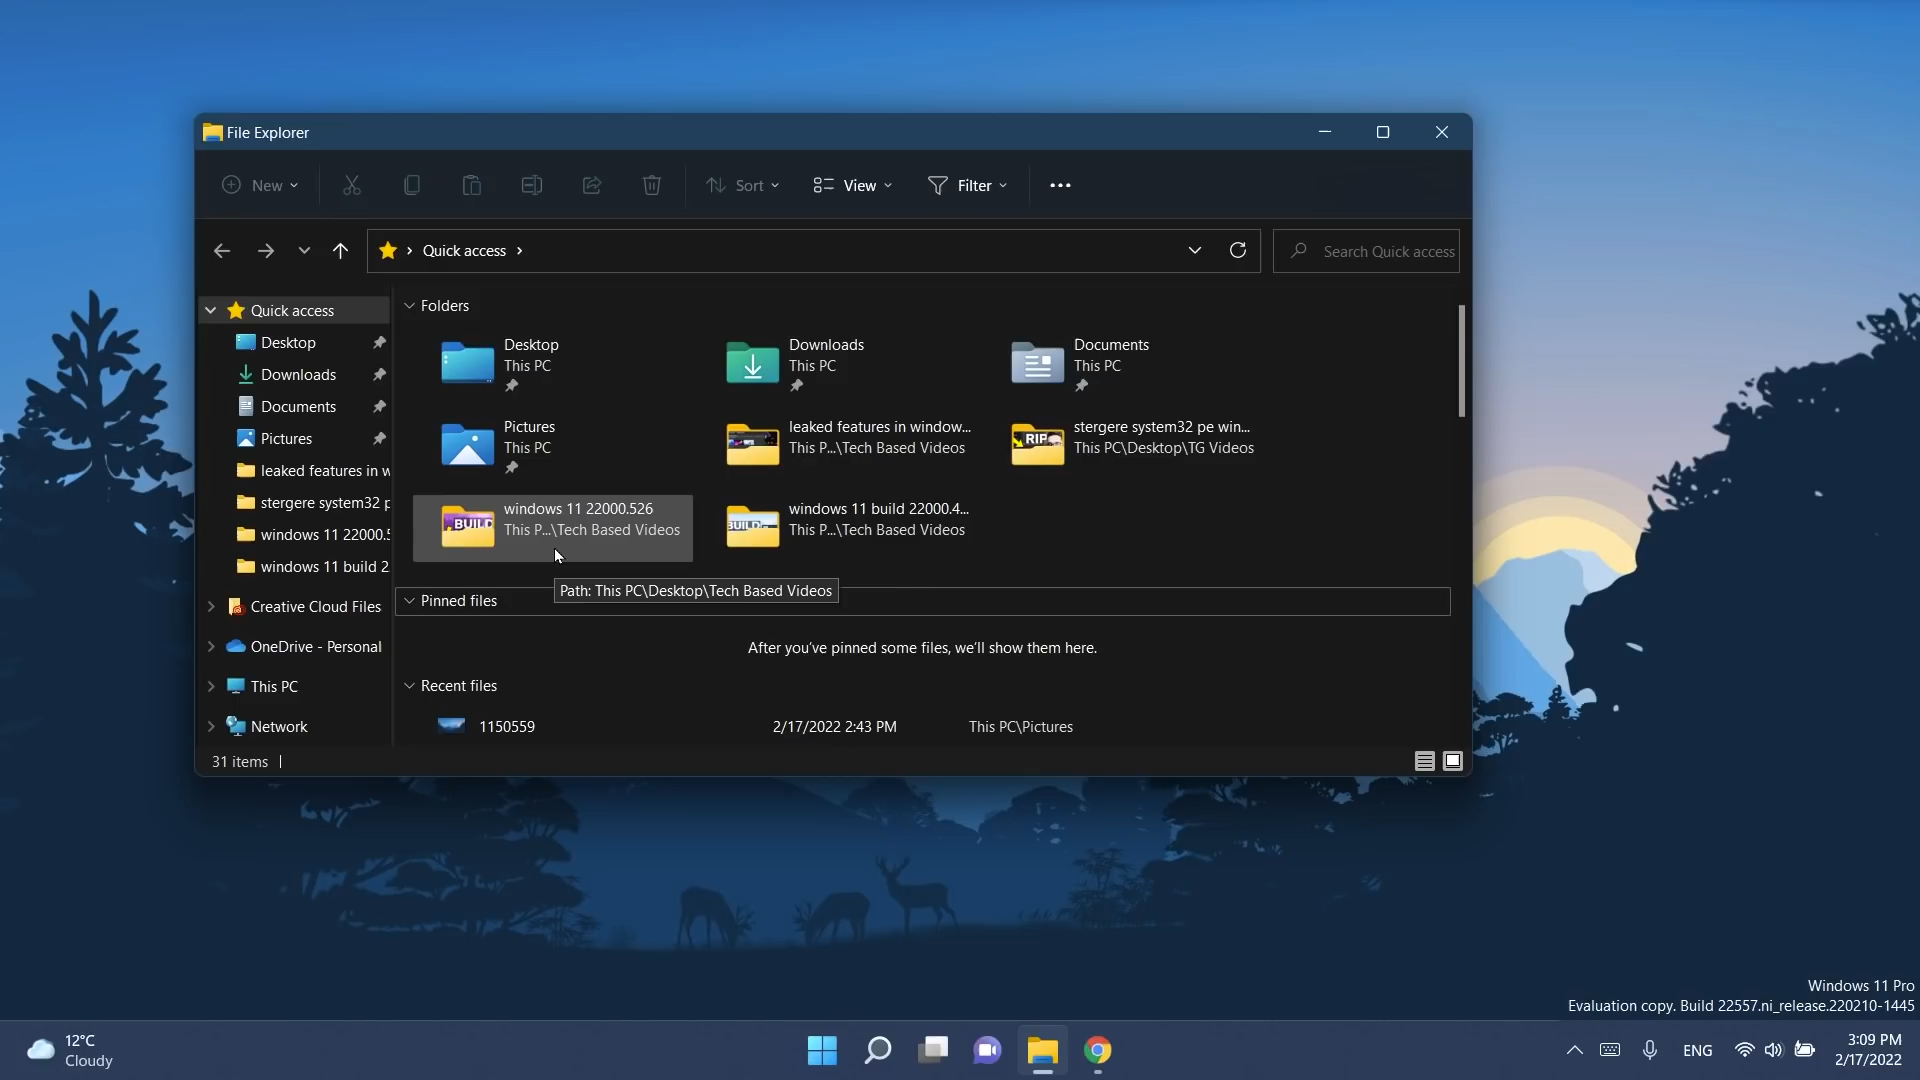 File Explorer
New
Sort
View
Filter
Quick access
Search Quick access
Quick access
Desktop
Downloads
Documents
Pictures
leaked features in w
stergere system32 p
windows 11 22000.5
windows 11 build 2
Creative Cloud Files
OneDrive - Personal
This PC
Network
Folders
Desktop
This PC
Downloads
This PC
Documents
This PC
Pictures
This PC
leaked features in window...
This P...\Tech Based Videos
RIP
stergere system32 pe win...
This PC\Desktop\TG Videos
BUILD
windows 11 22000.526
This P...\Tech Based Videos
BUILD
windows 11 build 22000.4...
This P...\Tech Based Videos
Path: This PC\Desktop\Tech Based Videos
Pinned files
After you've pinned some files, we'll show them here.
Recent files
1150559
2/17/2022 2:43 PM
This PC\Pictures
31 items
Windows 11 Pro
Evaluation copy. Build 22557.ni_release.220210-1445
12°C
Cloudy
ENG
3:09 PM
2/17/2022